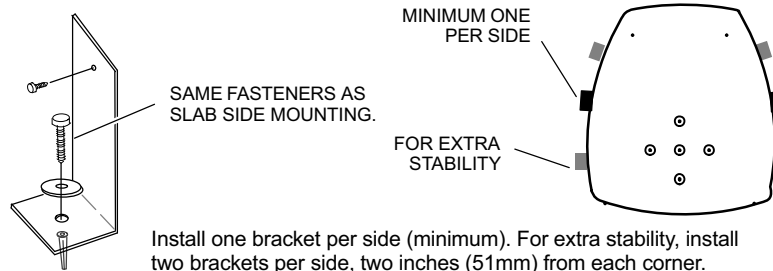 MINIMUM ONE
PER SIDE
SAME FASTENERS AS
SLAB SIDE MOUNTING.
FOR EXTRA
STABILITY
Install one bracket per side (minimum). For extra stability, install
two brackets per side, two inches (51mm) from each corner.